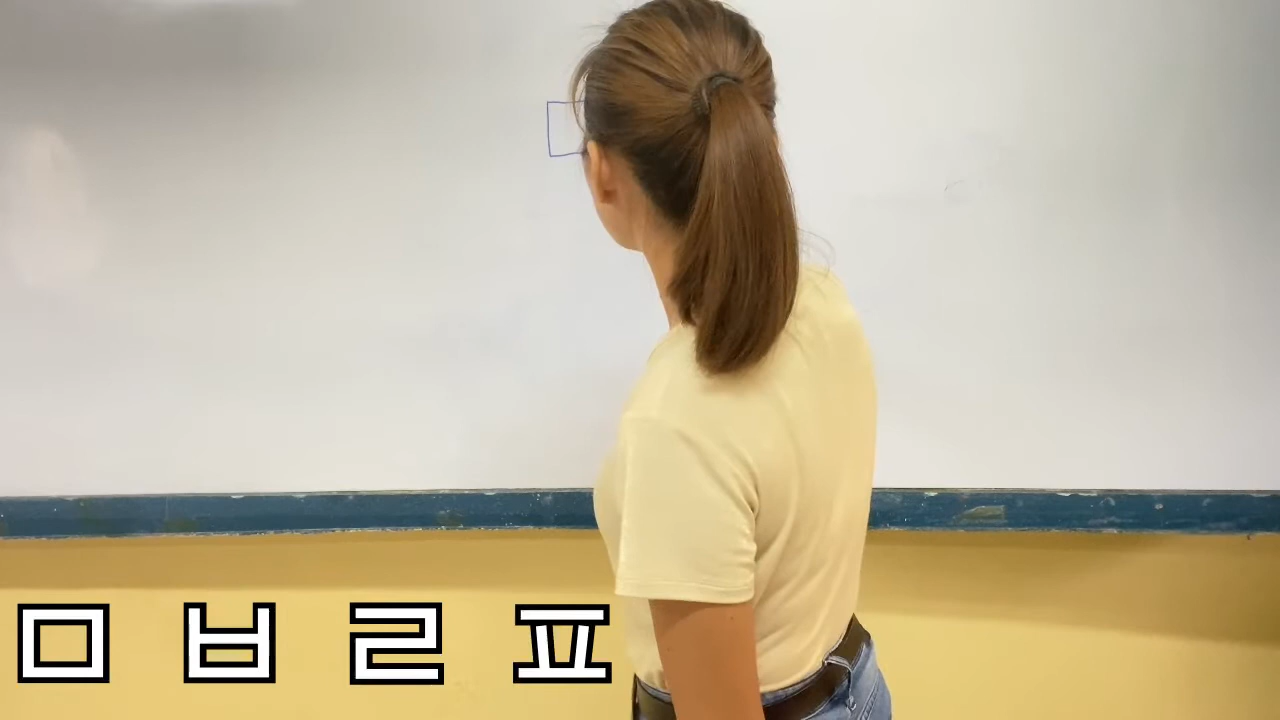 ㅁ ㅂ ㄹ ㅍ